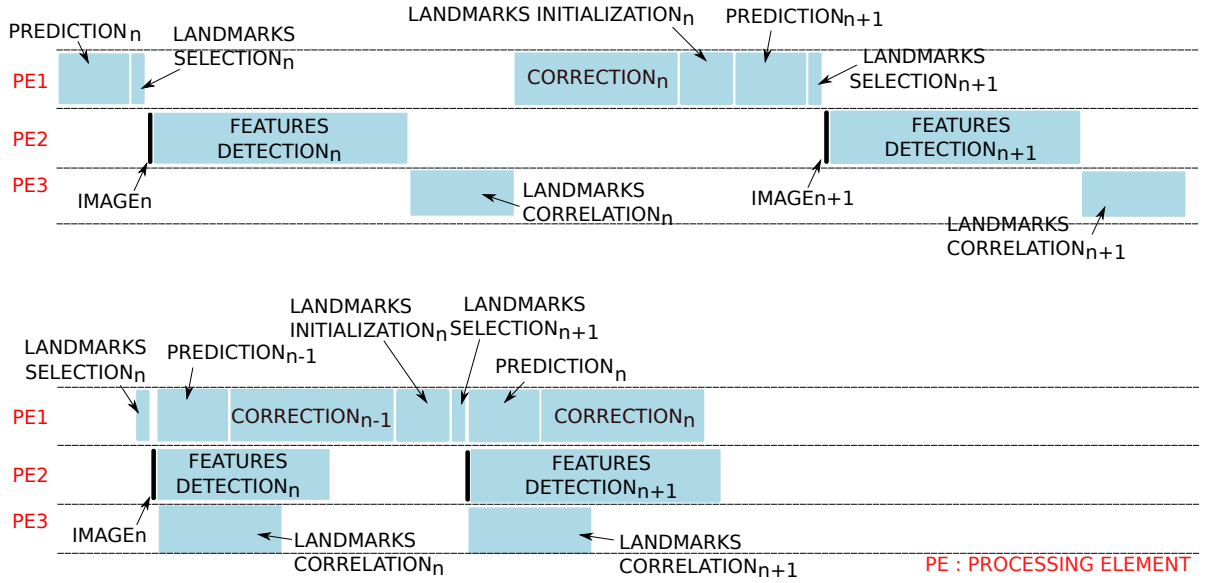 LANDMARKS INITIALIZATIONn
PREDICTIONn+1
PREDICTIONn
LANDMARKS
SELECTIONn
PE1
CORRECTIONn
LANDMARKS
SELECTIONn+1
PE2
FEATURES
DETECTIONn
FEATURES
DETECTIONn+1
PE3
IMAGEn
LANDMARKS
CORRELATIONn
IMAGEn+1
LANDMARKS
CORRELATIONn+1
LANDMARKS
INITIALIZATIONn
LANDMARKS
SELECTIONn+1
LANDMARKS
SELECTIONn
PREDICTIONn-1
PREDICTIONn
PE1
CORRECTIONn-1
CORRECTIONn
PE2
FEATURES
DETECTIONn
FEATURES
DETECTIONn+1
PE3
IMAGEn
LANDMARKS
CORRELATIONn
LANDMARKS
CORRELATIONn+1
PE : PROCESSING ELEMENT